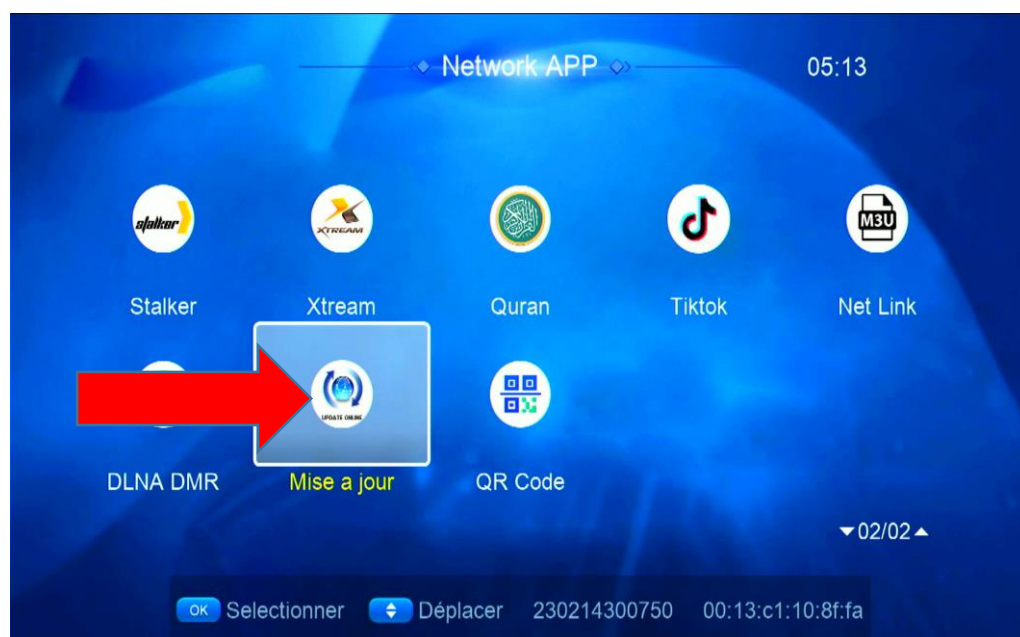 Network APP
05:13
stalker
XTREAM
M3U
Stalker
Xtream
Quran
Tiktok
Net Link
UPDATE ONLINE
DLNA DMR
Mise a jour
QR Code
▼02/02▲
OK Selectionner
Déplacer
230214300750
00:13:c1:10:8f:fa